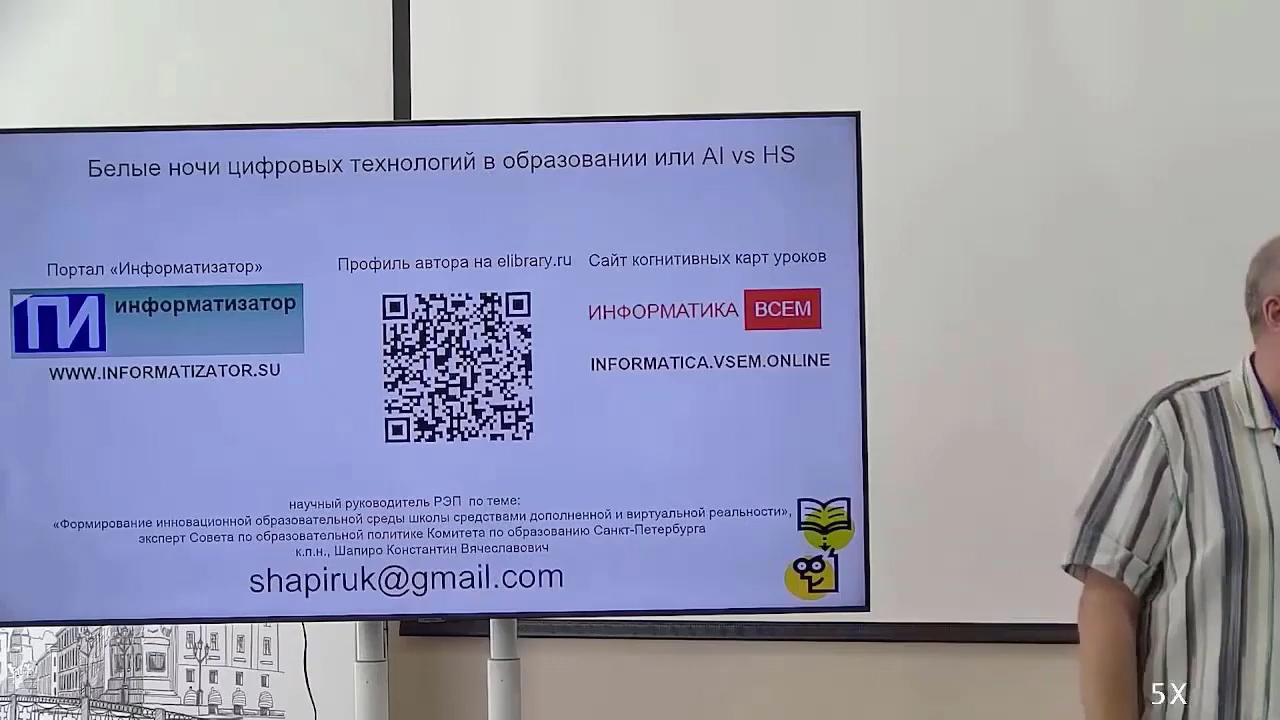 Белые ночи цифровых технологий в образовании или AI vs HS
Портал «Информатизатор»
Профиль автора на elibrary.ru
Сайт когнитивных карт уроков
ПИ информатизатор
ИНФОРМАТИКА ВСЕМ
WWW.INFORMATIZATOR.SU
INFORMATICA.VSEM.ONLINE
научный руководитель РЭП по теме:
«Формирование инновационной образовательной среды школы средствами дополненной и виртуальной реальности»,
эксперт Совета по образовательной политике Комитета по образованию Санкт-Петербурга
к.п.н., Шапиро Константин Вячеславович
shapiruk@gmail.com
5X